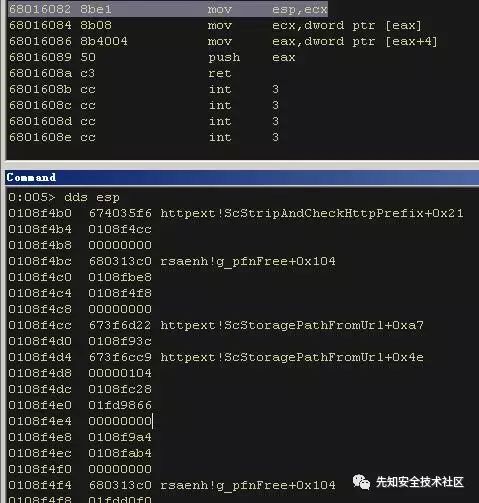 68016082 8be1 mov esp,ecx
68016084 8b08 mov ecx,dword ptr [eax]
68016086 8b4004 mov eax,dword ptr [eax+4]
68016089 50 push eax
6801608a c3 ret
6801608b cc int 3
6801608c cc int 3
6801608d cc int 3
6801608e cc int 3
Command
0:005> dds esp
0108f4b0 674035f6 httpext!ScStripAndCheckHttpPrefix+0x21
0108f4b4 0108f4cc
0108f4b8 00000000
0108f4bc 680313c0 rsaenh!g_pfnFree+0x104
0108f4c0 0108fbe8
0108f4c4 0108f4f8
0108f4c8 00000000
0108f4cc 673f6d22 httpext!ScStoragePathFromUrl+0xa7
0108f4d0 0108f93c
0108f4d4 673f6cc9 httpext!ScStoragePathFromUrl+0x4e
0108f4d8 00000104
0108f4dc 0108fc28
0108f4e0 01fd9866
0108f4e4 00000000
0108f4e8 0108f9a4
0108f4ec 0108fab4
0108f4f0 00000000
0108f4f4 680313c0 rsaenh!g_pfnFree+0x104
0108f4f8 01fdd0f0
先知安全技术社区